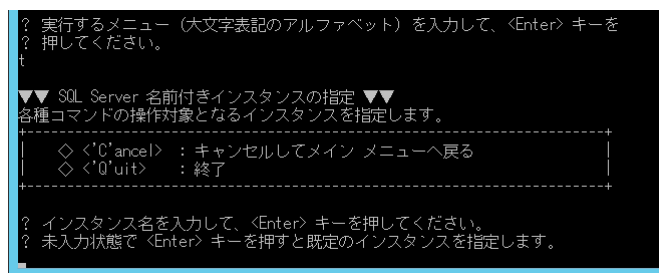 ? 実行するメニュー（大文字表記のアルファベット）を入力して、<Enter> キーを
? 押してください。
t
▼▼ SQL Server 名前付きインスタンスの指定 ▼▼
各種コマンドの操作対象となるインスタンスを指定します。
+----------------------------------------------------------------------+
| ◇ <'C'ancel> : キャンセルしてメイン メニューへ戻る |
| ◇ <'Q'uit> : 終了 |
+----------------------------------------------------------------------+
? インスタンス名を入力して、<Enter> キーを押してください。
? 未入力状態で <Enter> キーを押すと既定のインスタンスを指定します。